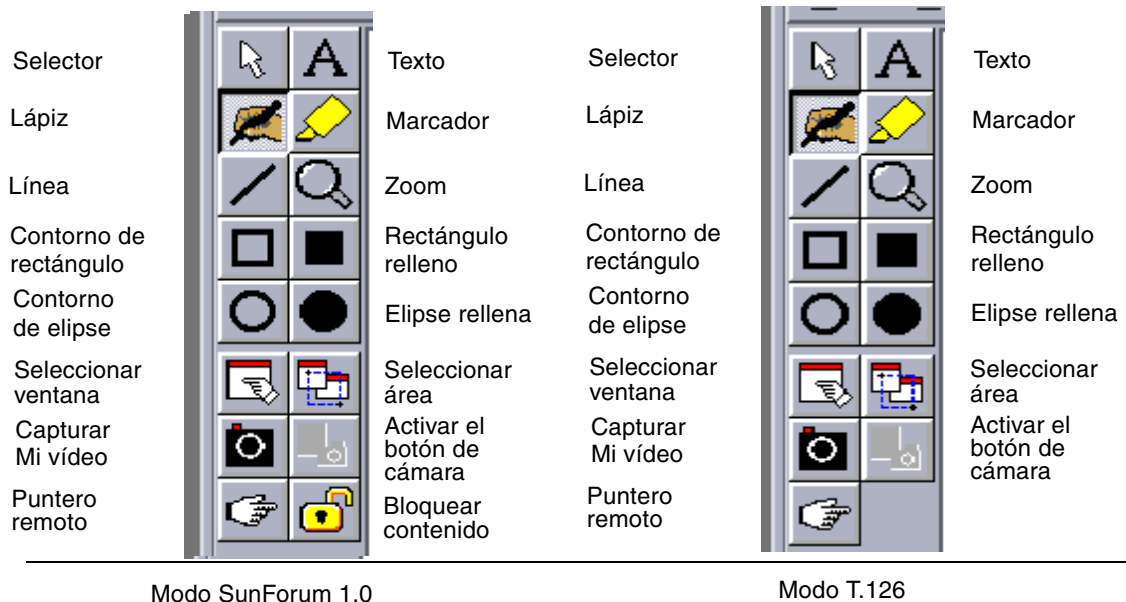 Selector
Texto
Lápiz
Marcador
Línea
Zoom
Contorno de
rectángulo
Rectángulo
relleno
Contorno
de elipse
Elipse rellena
Seleccionar
ventana
Seleccionar
área
Capturar
Mi vídeo
Activar el
botón de
cámara
Puntero
remoto
Bloquear
contenido
Modo SunForum 1.0
Selector
A
Texto
Lápiz
Marcador
Línea
Zoom
Contorno de
rectángulo
Rectángulo
relleno
Contorno
de elipse
Elipse rellena
Seleccionar
ventana
Seleccionar
área
Capturar
Mi vídeo
Activar el
botón de
cámara
Puntero
remoto
Modo T.126